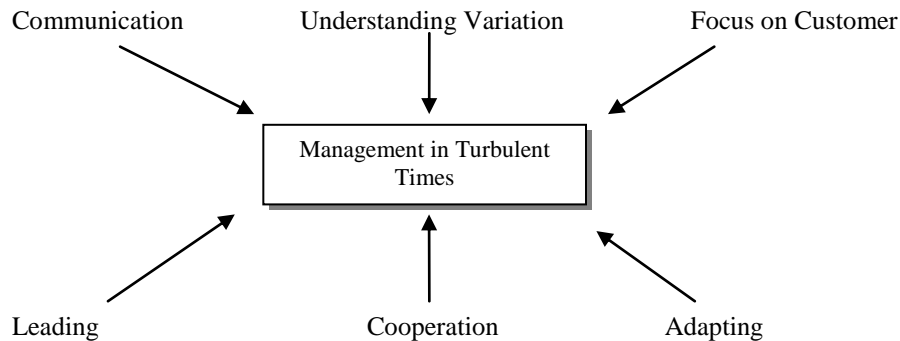 Communication Understanding Variation Focus on Customer
Management in Turbulent
Times
Leading Cooperation Adapting